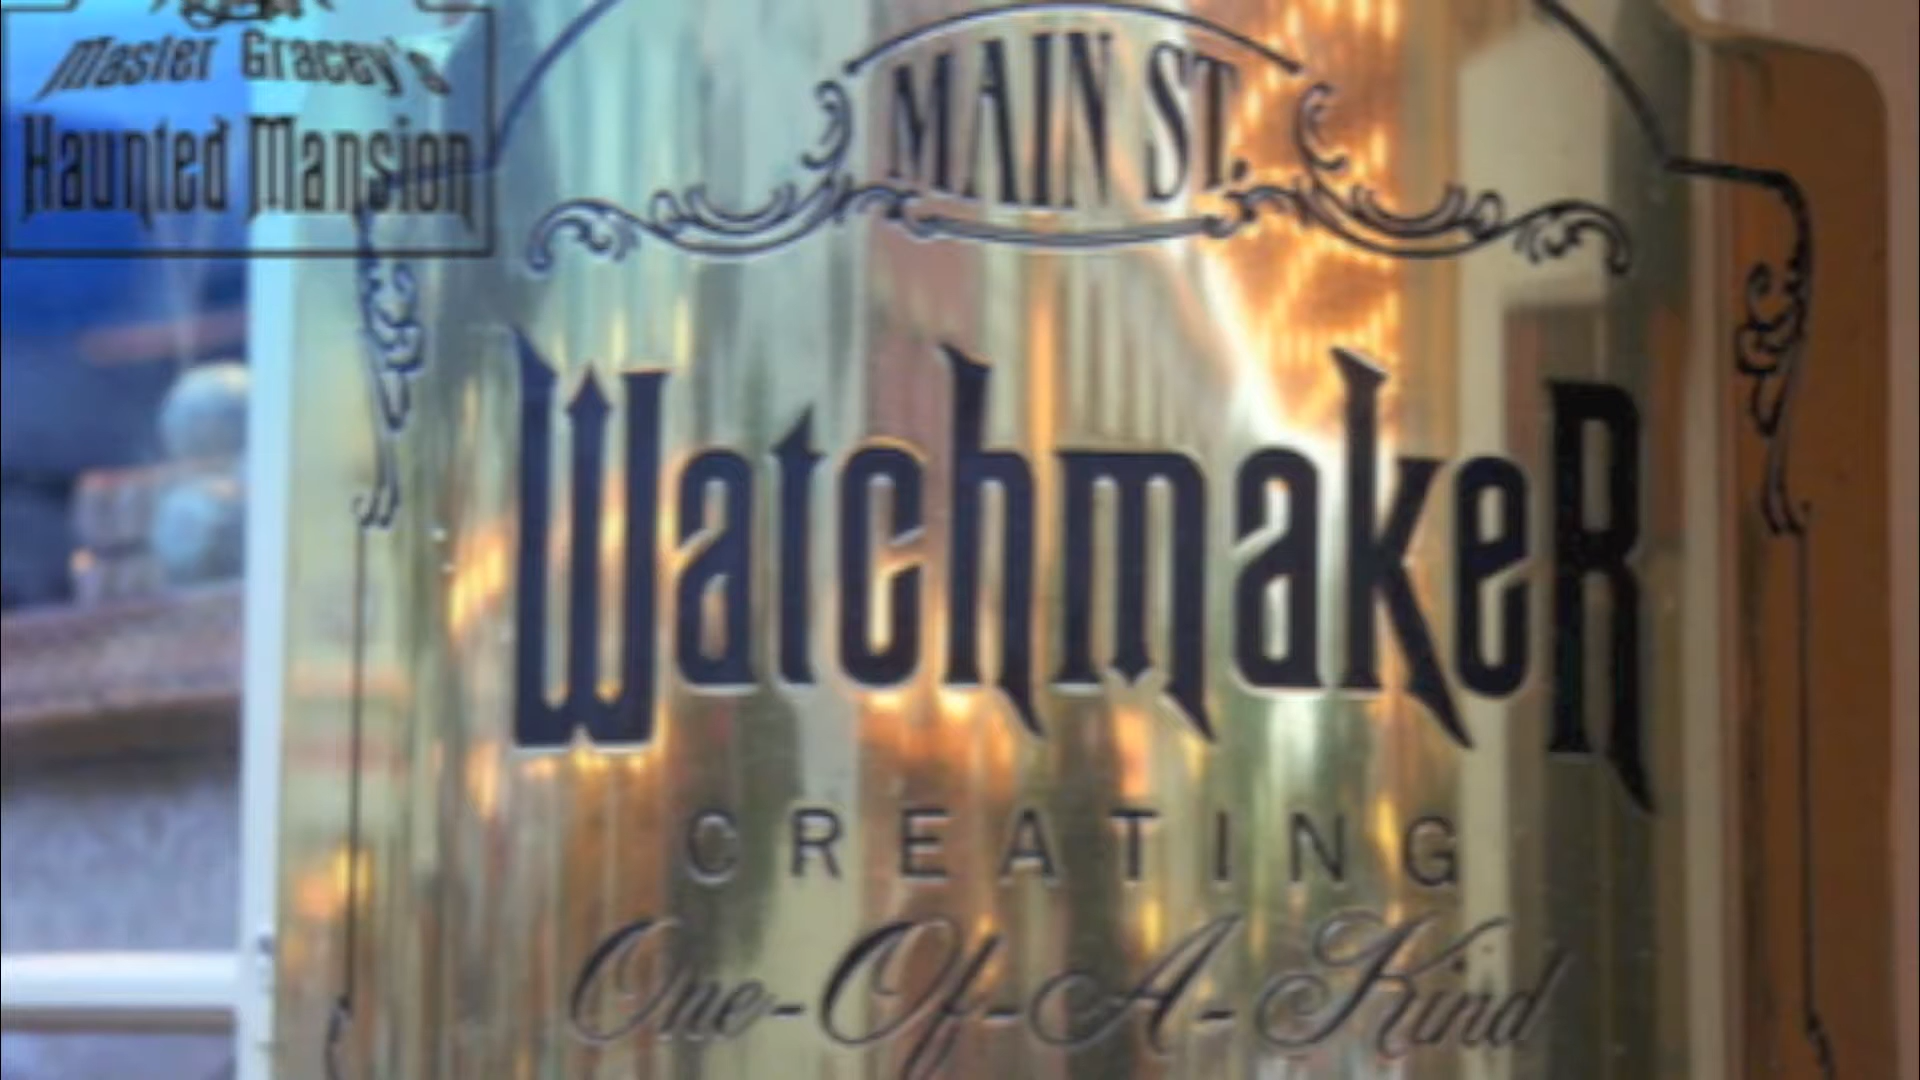 Master Gracey's
Haunted Mansion
MAIN ST.
WatchmakeR
CREATING
One-Of-A-Kind